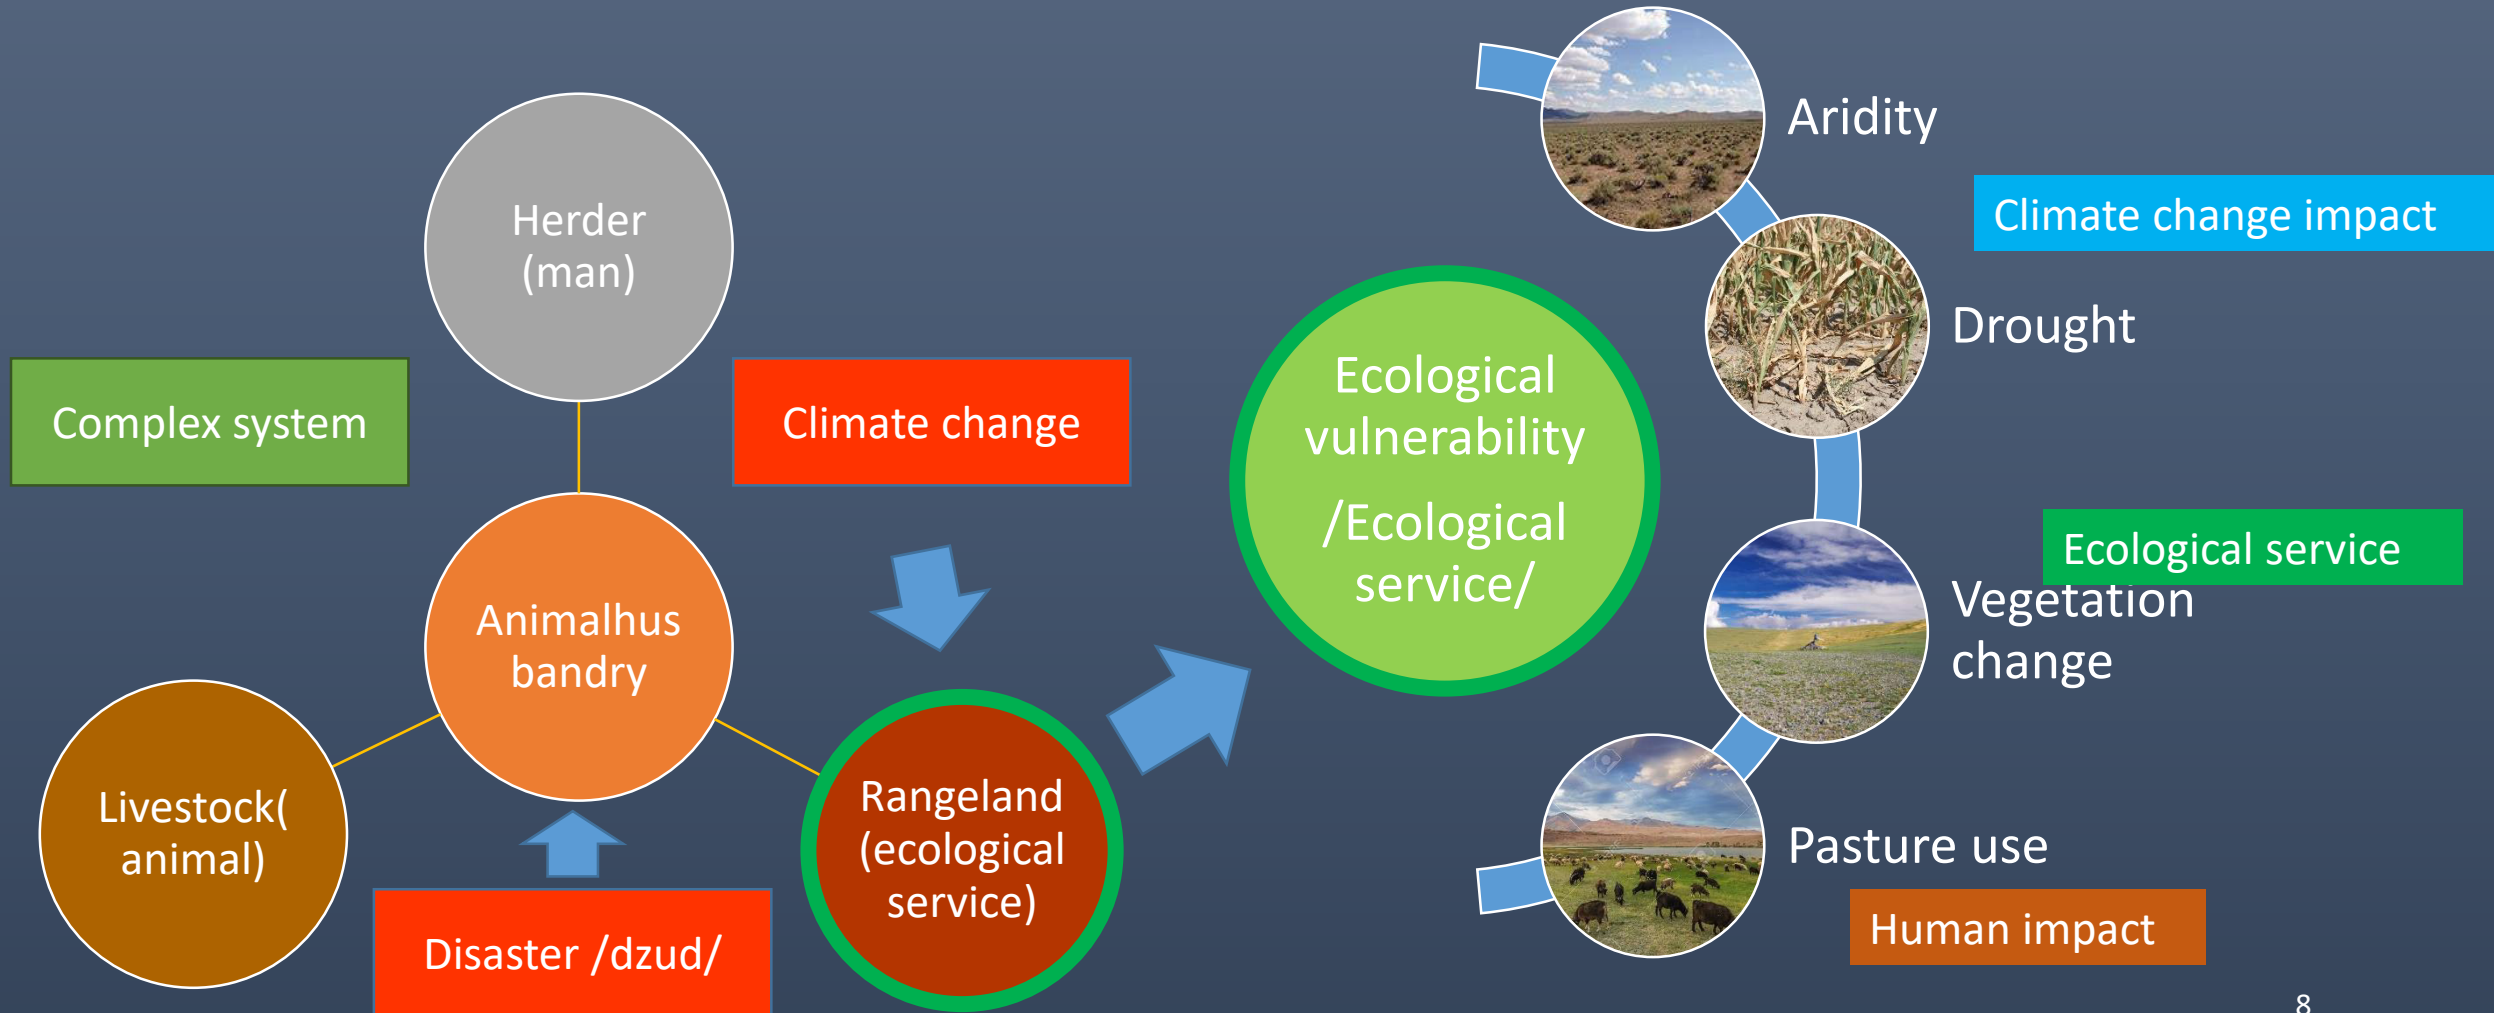 Herder
(man)
Complex system
Climate change
Animalhus
bandry
Livestock(
animal)
Disaster /dzud/
Rangeland
(ecological
service)
Ecological
vulnerability
/Ecological
service/
Aridity
Climate change impact
Drought
Ecological service
Vegetation
change
Pasture use
Human impact
8